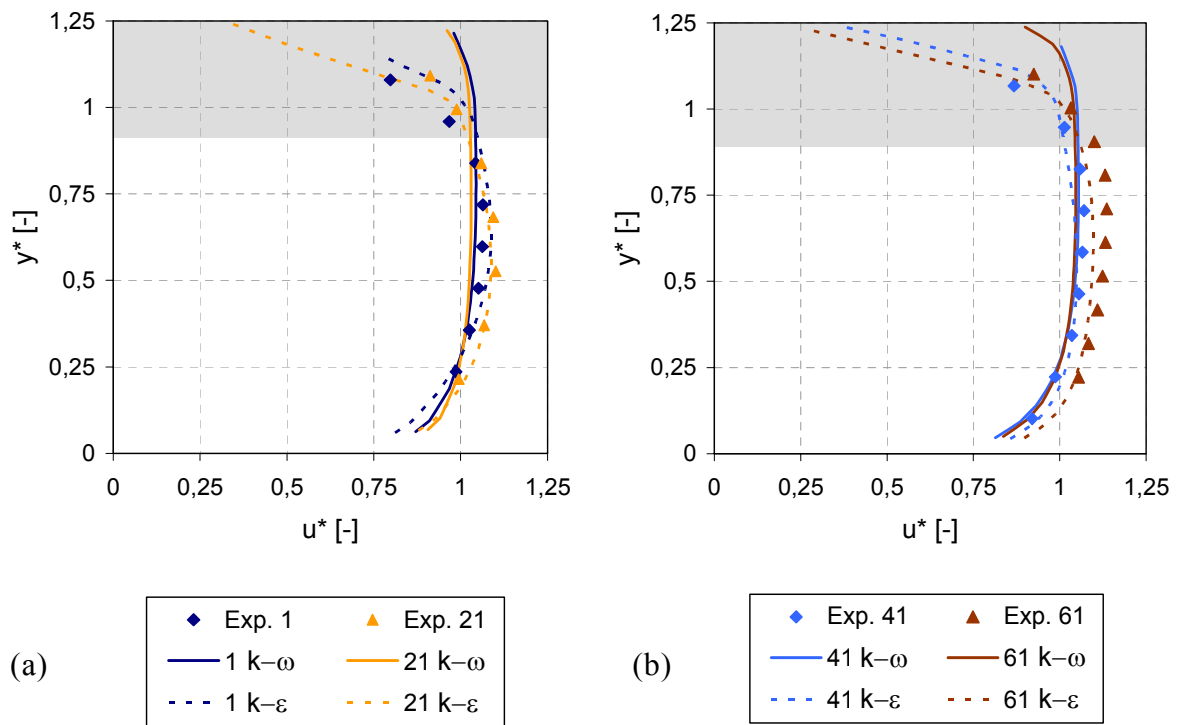 1,25
1
0,75
0,5
0,25
0
y* [-]
0 0,25 0,5 0,75 1 1,25
u* [-]
Exp. 1 Exp. 21
1 k−ω 21 k−ω
1 k−ε 21 k−ε
(a)
1,25
1
0,75
0,5
0,25
0
y* [-]
0 0,25 0,5 0,75 1 1,25
u* [-]
Exp. 41 Exp. 61
41 k−ω 61 k−ω
41 k−ε 61 k−ε
(b)